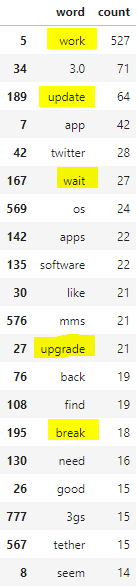 word count
5 work 527
34 3.0 71
189 update 64
7 app 42
42 twitter 28
167 wait 27
569 os 24
142 apps 22
135 software 22
30 like 21
576 mms 21
27 upgrade 21
76 back 19
108 find 19
195 break 18
130 need 16
26 good 15
777 3gs 15
567 tether 15
8 seem 14